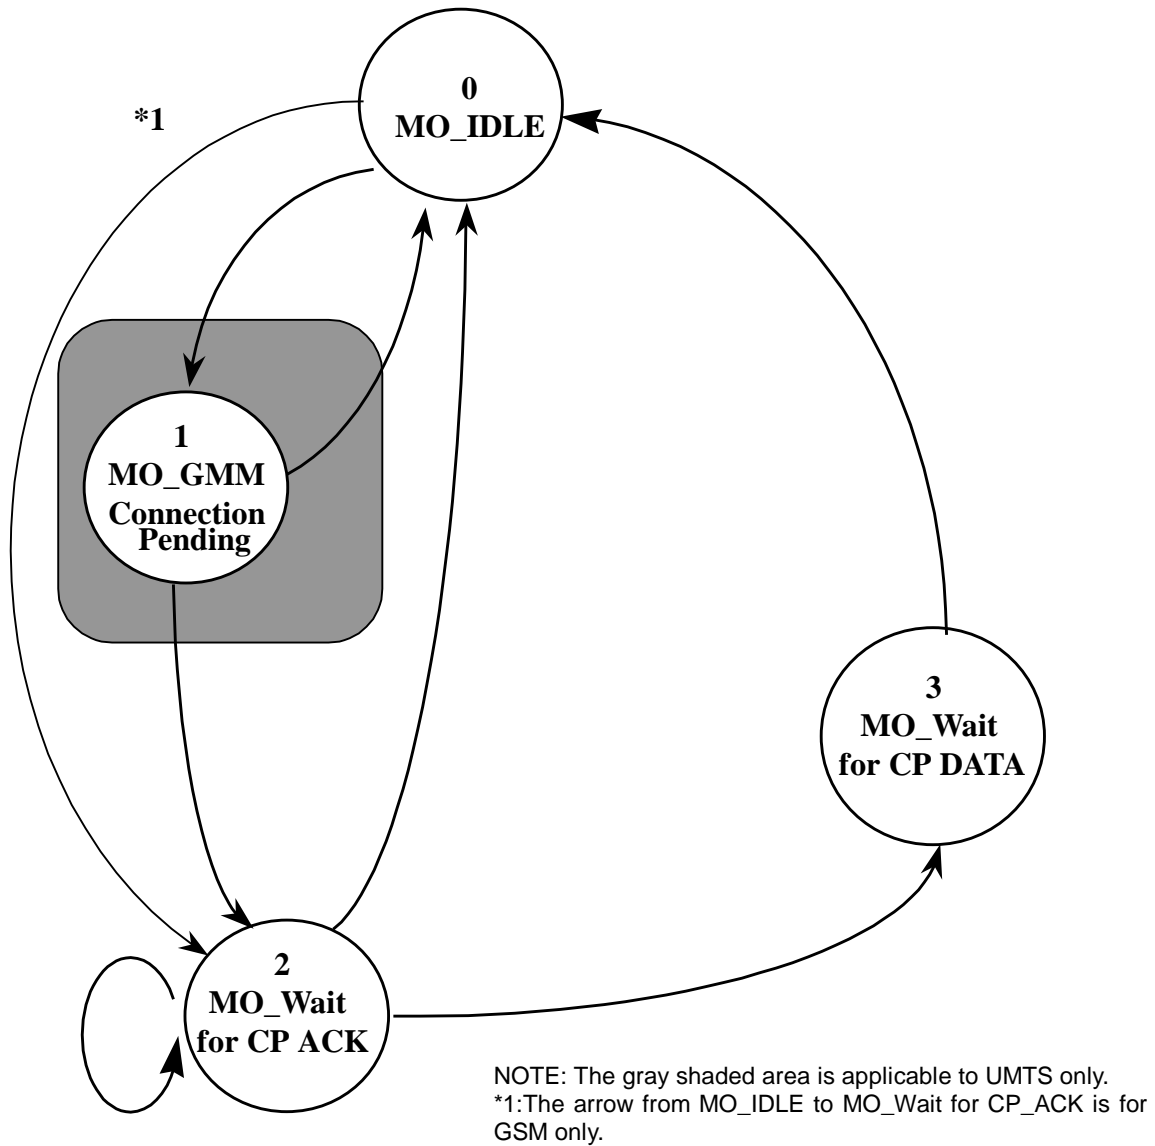 0
MO_IDLE
*1
1
MO_GMM
Connection
Pending
3
MO_Wait
for CP DATA
2
MO_Wait
for CP ACK
NOTE: The gray shaded area is applicable to UMTS only.
*1:The arrow from MO_IDLE to MO_Wait for CP_ACK is for
GSM only.